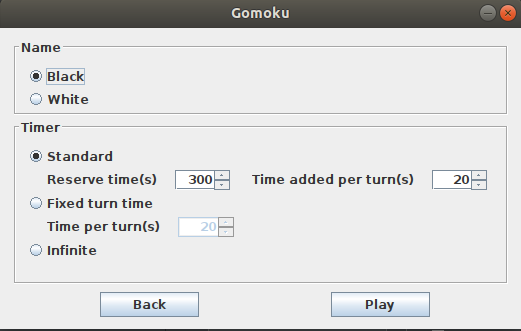 Gomoku
Name
Black
White
Timer
Standard
Reserve time(s) 300 Time added per turn(s) 20
Fixed turn time
Time per turn(s) 20
Infinite
Back Play